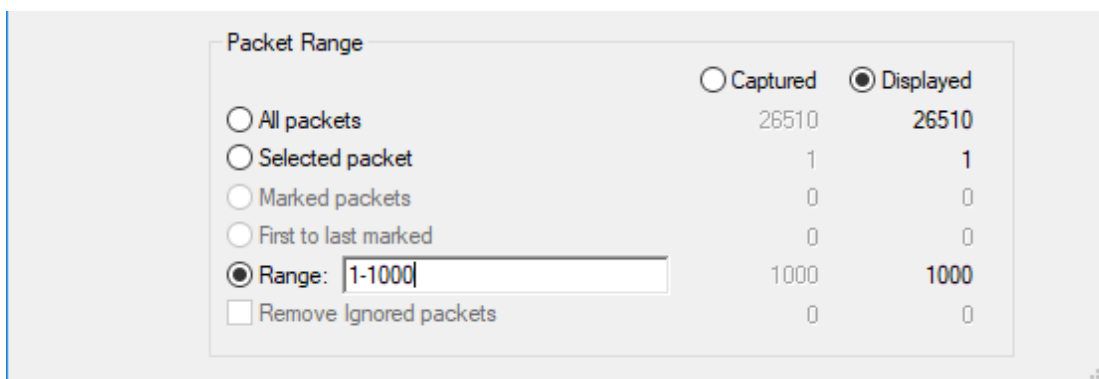 Packet Range
Captured Displayed
All packets 26510 26510
Selected packet 1 1
Marked packets 0 0
First to last marked 0 0
Range: 1-1000 1000 1000
Remove Ignored packets 0 0